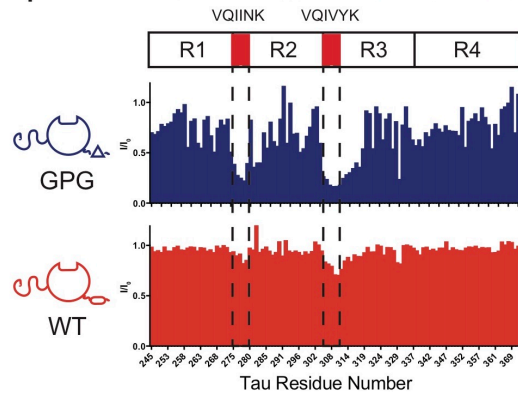 VQIINK VQIVYK
R1 R2 R3 R4
GPG
I/I₀
1.0
0.5
0.0
WT
I/I₀
1.0
0.5
0.0
245 253 258 263 268 275 280 285 291 296 302 308 314 319 324 329 337 342 347 352 357 361 369
Tau Residue Number